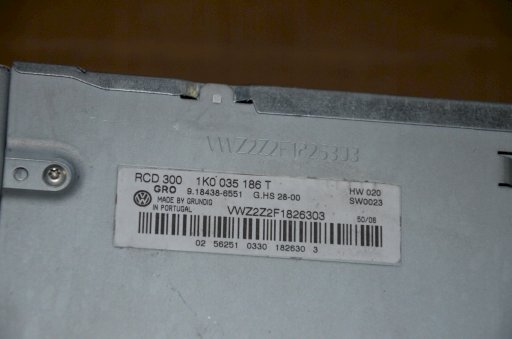 VWZ2Z2F1826303
RCD 300 1K0 035 186 T HW 020
GRO 9.18438-6551 G.HS 28-00 SW0023
MADE BY GRUNDIG
IN PORTUGAL VWZ2Z2F1826303 50/08
02 56251 0330 182630 3